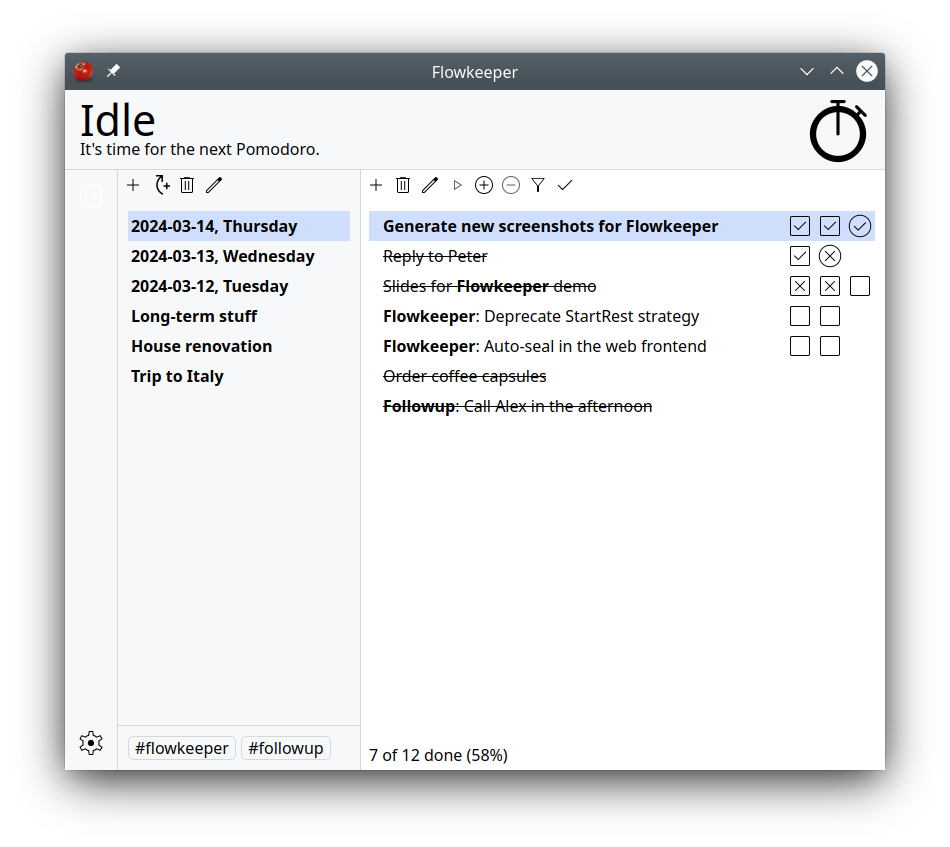 Flowkeeper
Idle
It's time for the next Pomodoro.
2024-03-14, Thursday
2024-03-13, Wednesday
2024-03-12, Tuesday
Long-term stuff
House renovation
Trip to Italy
#flowkeeper #followup
Generate new screenshots for Flowkeeper
Reply to Peter
Slides for Flowkeeper demo
Flowkeeper: Deprecate StartRest strategy
Flowkeeper: Auto-seal in the web frontend
Order coffee capsules
Followup: Call Alex in the afternoon
7 of 12 done (58%)